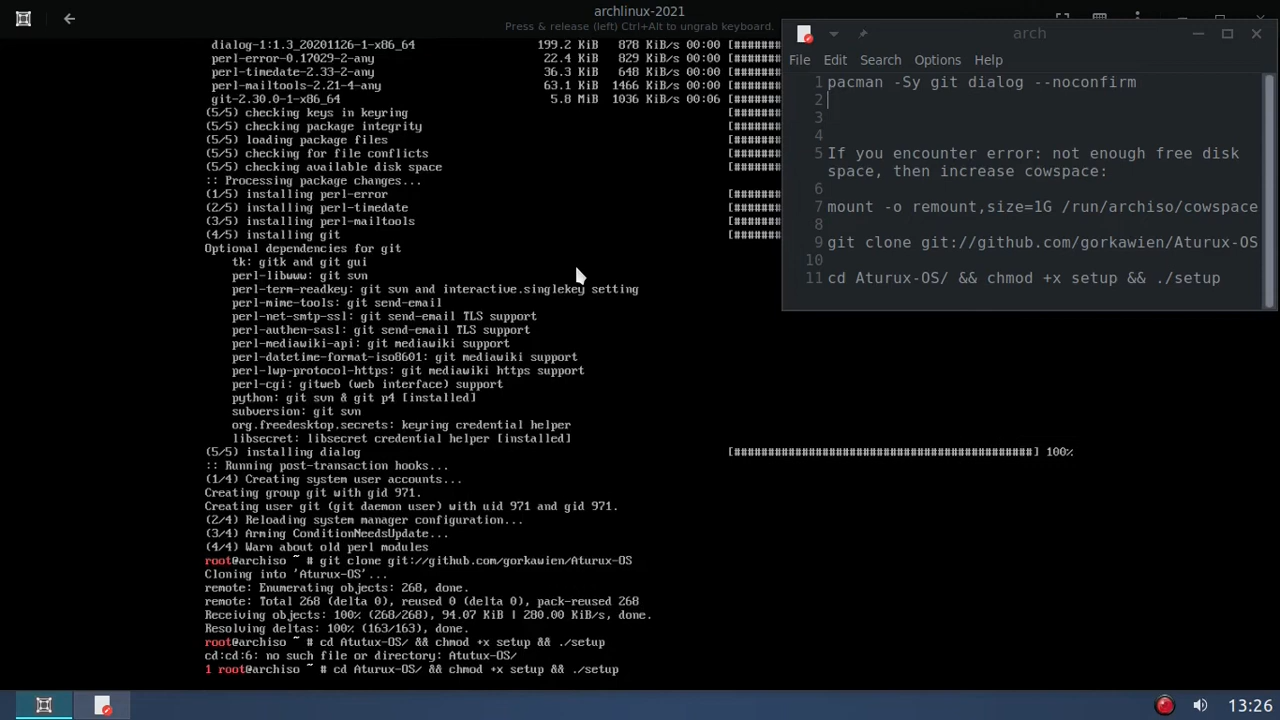 archlinux-2021
Press & release (left) Ctrl+Alt to ungrab keyboard.
dialog-1:1.3_20201126-1-x86_64 199.2 KiB 878 KiB/s 00:00 [#######
perl-error-0.17029-2-any 22.4 KiB 829 KiB/s 00:00 [#######
perl-timedate-2.33-2-any 36.3 KiB 648 KiB/s 00:00 [#######
perl-mailtools-2.21-4-any 63.1 KiB 1466 KiB/s 00:00 [#######
git-2.30.0-1-x86_64 5.8 MiB 1036 KiB/s 00:06 [#######
(5/5) checking keys in keyring [#######
(5/5) checking package integrity [#######
(5/5) loading package files [#######
(5/5) checking for file conflicts [#######
(5/5) checking available disk space [#######
:: Processing package changes...
(1/5) installing perl-error [#######
(2/5) installing perl-timedate [#######
(3/5) installing perl-mailtools [#######
(4/5) installing git [#######
Optional dependencies for git
tk: gitk and git gui
perl-libwww: git svn
perl-term-readkey: git svn and interactive.singlekey setting
perl-mime-tools: git send-email
perl-net-smtp-ssl: git send-email TLS support
perl-authen-sasl: git send-email TLS support
perl-mediawiki-api: git mediawiki support
perl-datetime-format-iso8601: git mediawiki support
perl-lwp-protocol-https: git mediawiki https support
perl-cgi: gitweb (web interface) support
python: git svn & git p4 [installed]
subversion: git svn
org.freedesktop.secrets: keyring credential helper
libsecret: libsecret credential helper [installed]
(5/5) installing dialog [############################################] 100%
:: Running post-transaction hooks...
(1/4) Creating system user accounts...
Creating group git with gid 971.
Creating user git (git daemon user) with uid 971 and gid 971.
(2/4) Reloading system manager configuration...
(3/4) Arming ConditionNeedsUpdate...
(4/4) Warn about old perl modules
root@archiso ~ # git clone git://github.com/gorkawien/Aturux-OS
Cloning into 'Aturux-OS'...
remote: Enumerating objects: 268, done.
remote: Total 268 (delta 0), reused 0 (delta 0), pack-reused 268
Receiving objects: 100% (268/268), 94.07 KiB | 280.00 KiB/s, done.
Resolving deltas: 100% (163/163), done.
root@archiso ~ # cd Atutux-OS/ && chmod +x setup && ./setup
cd:cd:6: no such file or directory: Atutux-OS/
1 root@archiso ~ # cd Aturux-OS/ && chmod +x setup && ./setup
arch
File Edit Search Options Help
1 pacman -Sy git dialog --noconfirm
2
3
4
5 If you encounter error: not enough free disk
space, then increase cowspace:
6
7 mount -o remount,size=1G /run/archiso/cowspace
8
9 git clone git://github.com/gorkawien/Aturux-OS
10
11 cd Aturux-OS/ && chmod +x setup && ./setup
13:26